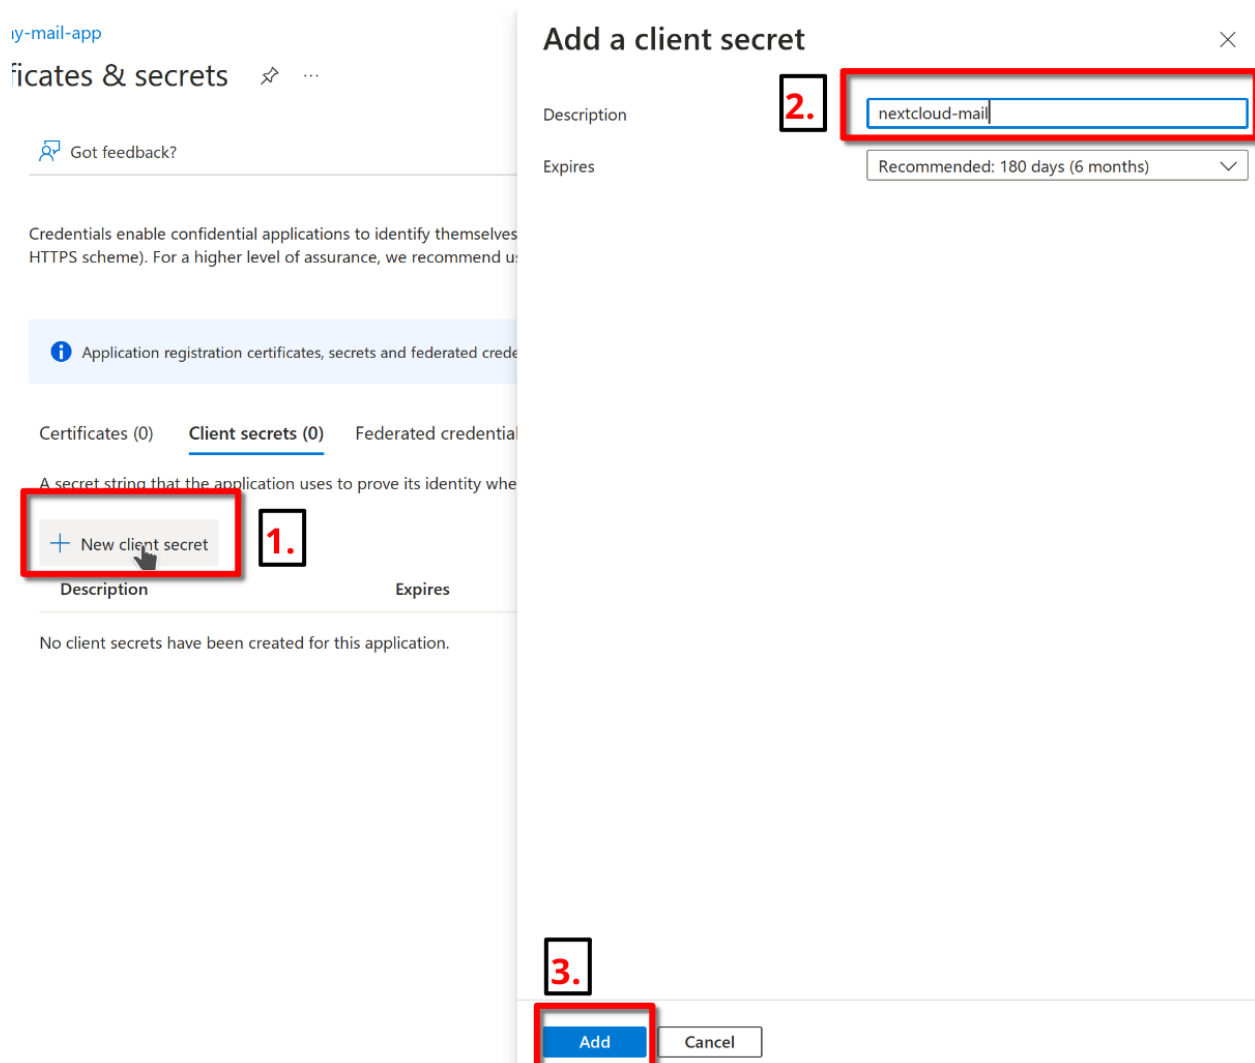 y-mail-app
ficates & secrets
Got feedback?
Credentials enable confidential applications to identify themselves
HTTPS scheme). For a higher level of assurance, we recommend u
Application registration certificates, secrets and federated crede
Certificates (0) Client secrets (0) Federated credential
A secret string that the application uses to prove its identity whe
New client secret
1.
Description Expires
No client secrets have been created for this application.
Add a client secret
Description
2.
nextcloud-mail
Expires
Recommended: 180 days (6 months)
3.
Add Cancel